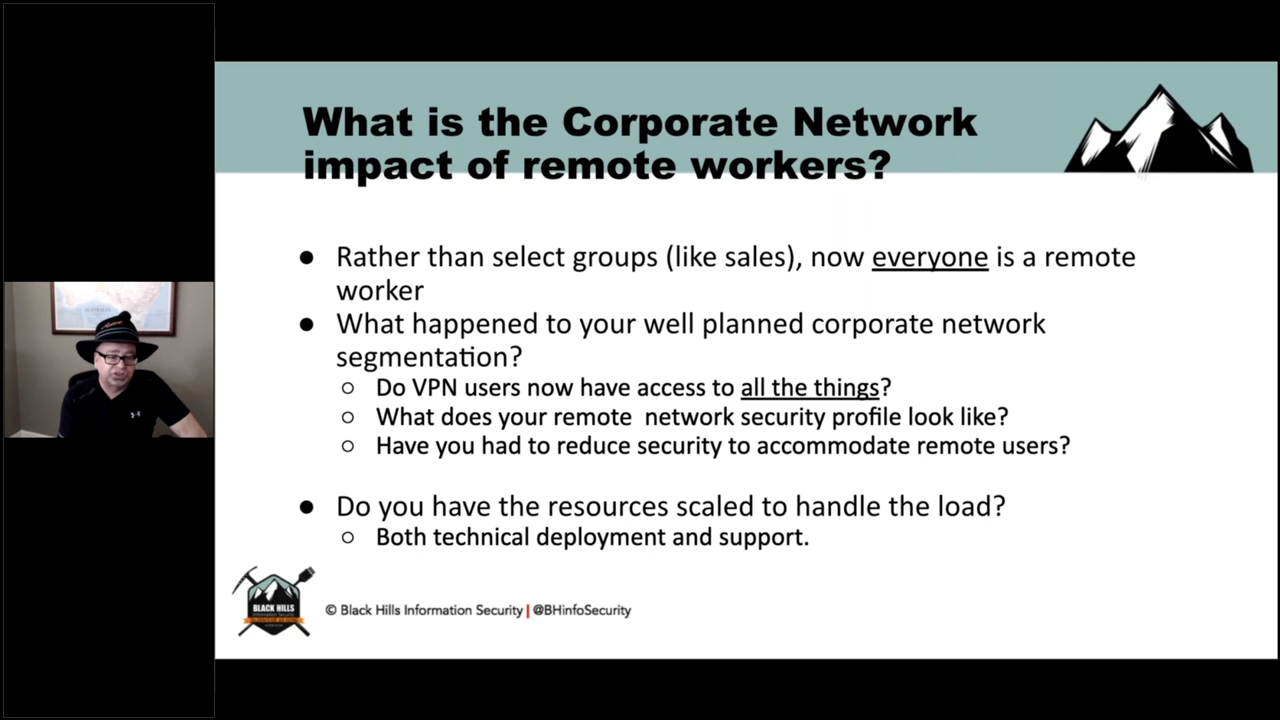 What is the Corporate Network
impact of remote workers?
● Rather than select groups (like sales), now everyone is a remote
worker
● What happened to your well planned corporate network
segmentation?
○ Do VPN users now have access to all the things?
○ What does your remote network security profile look like?
○ Have you had to reduce security to accommodate remote users?
● Do you have the resources scaled to handle the load?
○ Both technical deployment and support.
BLACK HILLS
Information Security
© Black Hills Information Security | @BHinfoSecurity